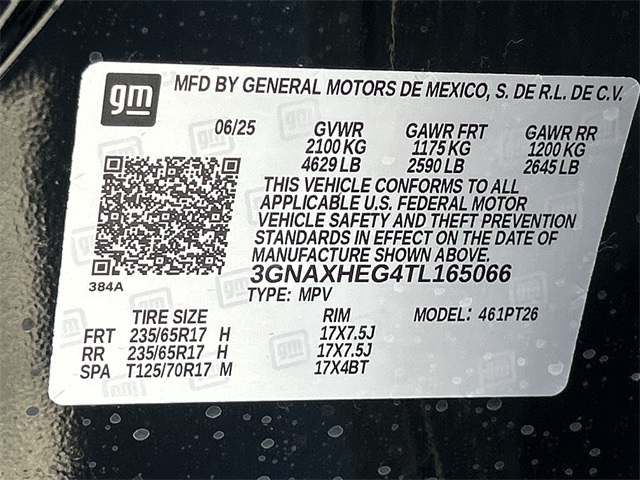 gm
MFD BY GENERAL MOTORS DE MEXICO, S. DE R.L. DE C.V.
06/25 GVWR GAWR FRT GAWR RR
2100 KG 1175 KG 1200 KG
4629 LB 2590 LB 2645 LB
THIS VEHICLE CONFORMS TO ALL
APPLICABLE U.S. FEDERAL MOTOR
VEHICLE SAFETY AND THEFT PREVENTION
STANDARDS IN EFFECT ON THE DATE OF
MANUFACTURE SHOWN ABOVE.
3GNAXHEG4TL165066
384A
TYPE: MPV
TIRE SIZE RIM MODEL: 461PT26
FRT 235/65R17 H 17X7.5J
RR 235/65R17 H 17X7.5J
SPA T125/70R17 M 17X4BT